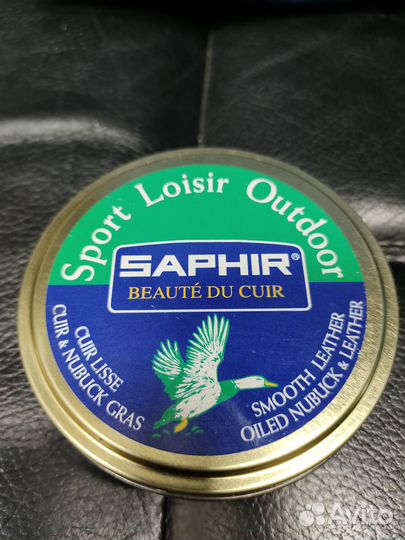 Sport Loisir Outdoor
SAPHIR®
BEAUTÉ DU CUIR
CUIR LISSE
CUIR & NUBUCK GRAS
SMOOTH LEATHER
OILED NUBUCK & LEATHER
Avito